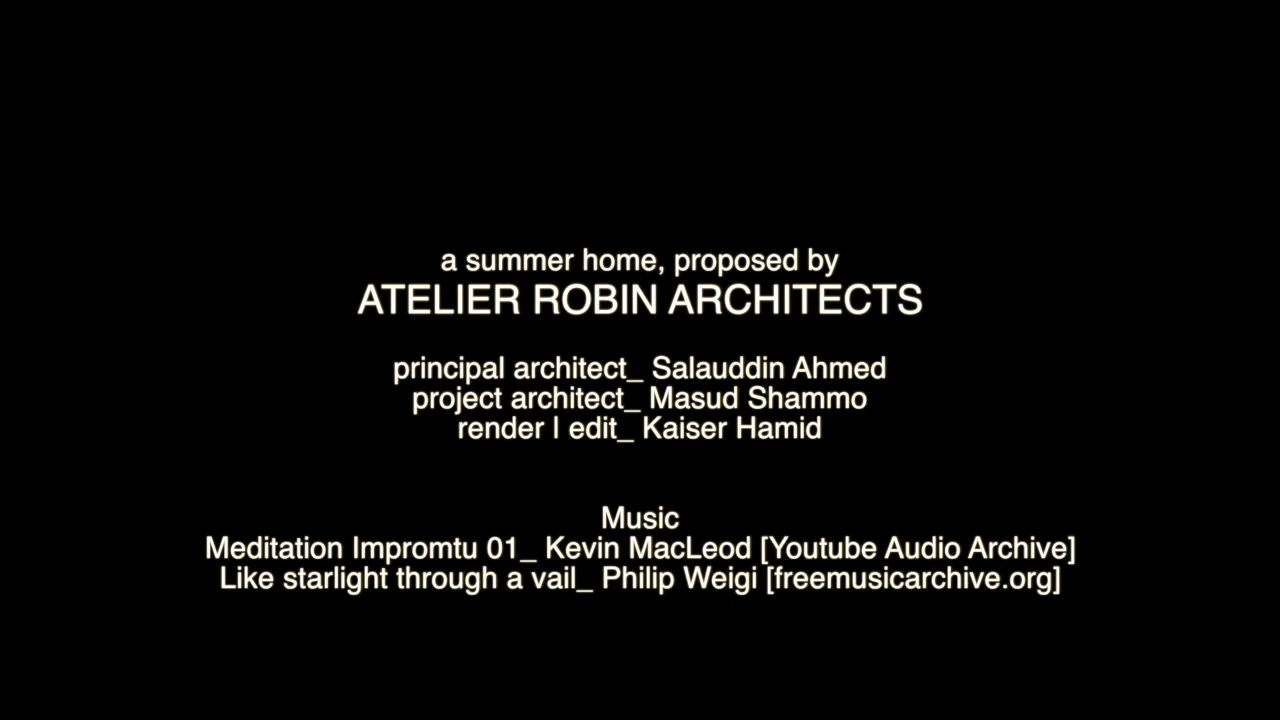 a summer home, proposed by
ATELIER ROBIN ARCHITECTS
principal architect_ Salauddin Ahmed
project architect_ Masud Shammo
render | edit_ Kaiser Hamid
Music
Meditation Impromtu 01_ Kevin MacLeod [Youtube Audio Archive]
Like starlight through a vail_ Philip Weigi [freemusicarchive.org]